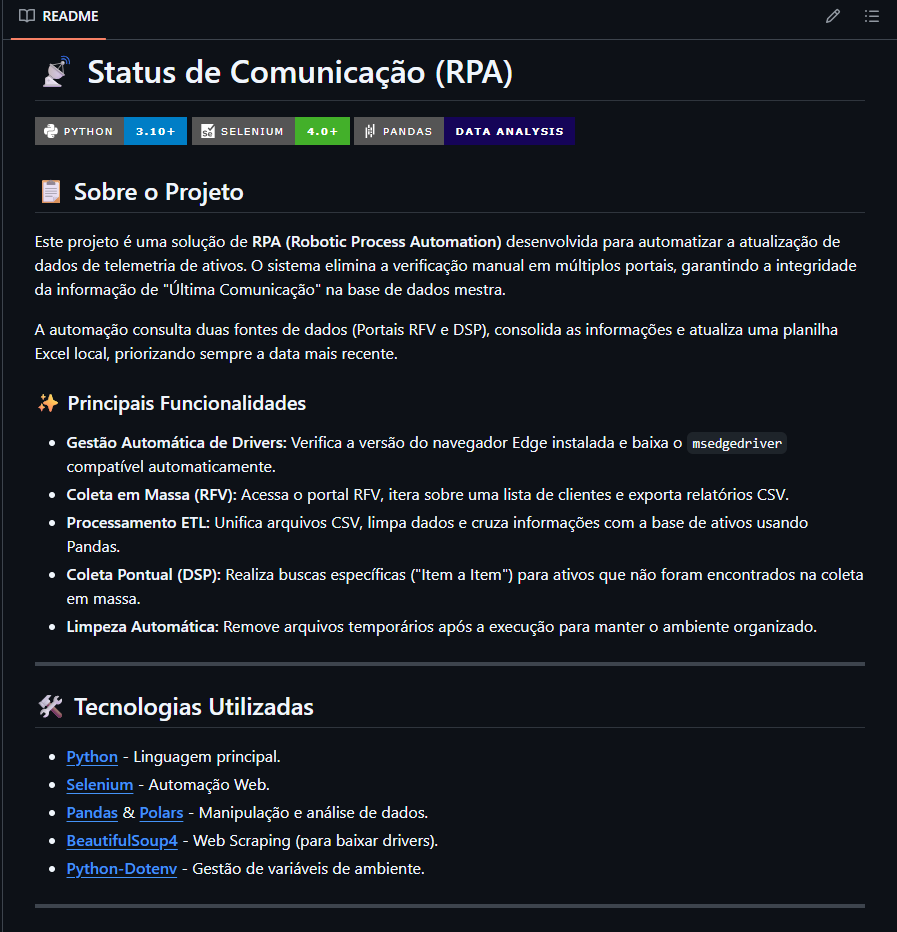 README
Status de Comunicação (RPA)
PYTHON 3.10+ SELENIUM 4.0+ PANDAS DATA ANALYSIS
Sobre o Projeto
Este projeto é uma solução de RPA (Robotic Process Automation) desenvolvida para automatizar a atualização de
dados de telemetria de ativos. O sistema elimina a verificação manual em múltiplos portais, garantindo a integridade
da informação de "Última Comunicação" na base de dados mestra.
A automação consulta duas fontes de dados (Portais RFV e DSP), consolida as informações e atualiza uma planilha
Excel local, priorizando sempre a data mais recente.
Principais Funcionalidades
• Gestão Automática de Drivers: Verifica a versão do navegador Edge instalada e baixa o msedgedriver
compatível automaticamente.
• Coleta em Massa (RFV): Acessa o portal RFV, itera sobre uma lista de clientes e exporta relatórios CSV.
• Processamento ETL: Unifica arquivos CSV, limpa dados e cruza informações com a base de ativos usando
Pandas.
• Coleta Pontual (DSP): Realiza buscas específicas ("Item a Item") para ativos que não foram encontrados na coleta
em massa.
• Limpeza Automática: Remove arquivos temporários após a execução para manter o ambiente organizado.
Tecnologias Utilizadas
• Python - Linguagem principal.
• Selenium - Automação Web.
• Pandas & Polars - Manipulação e análise de dados.
• BeautifulSoup4 - Web Scraping (para baixar drivers).
• Python-Dotenv - Gestão de variáveis de ambiente.